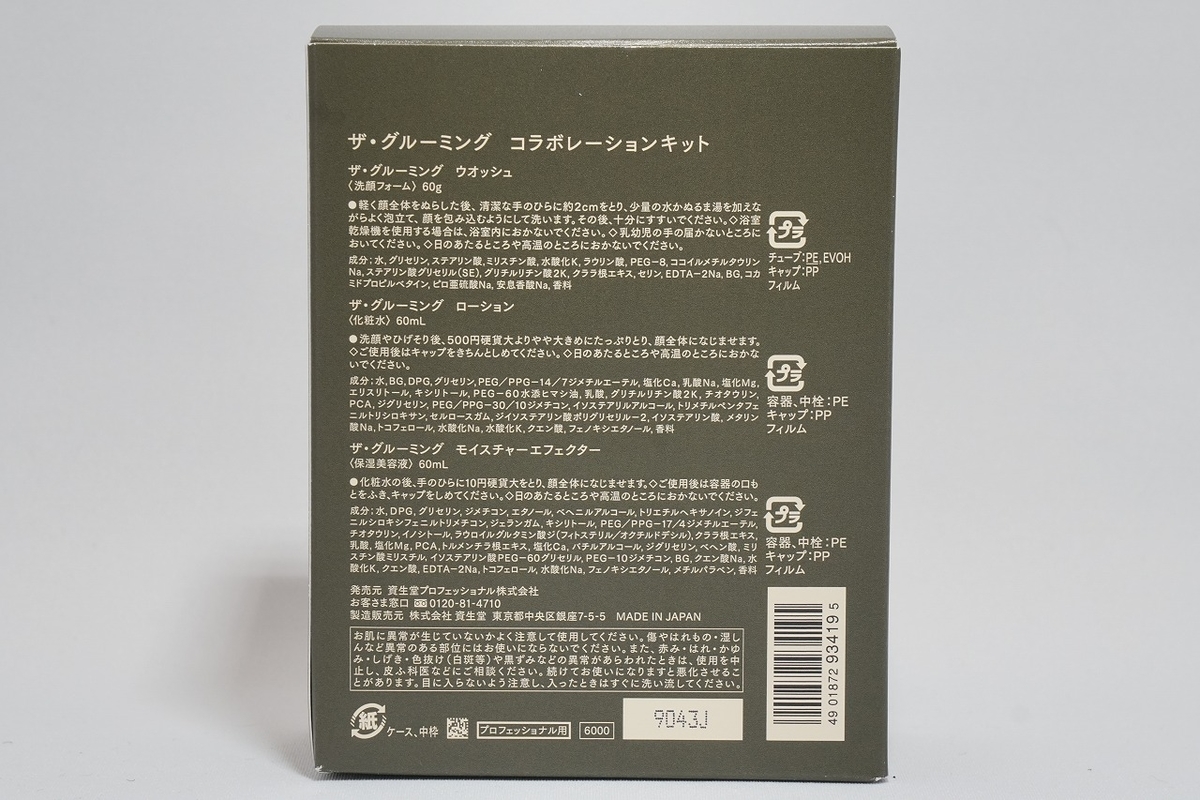 ザ・グルーミング コラボレーションキット
ザ・グルーミング ウオッシュ
〈洗顔フォーム〉 60g
●軽く顔全体をぬらした後、清潔な手のひらに約2cmをとり、少量の水かぬるま湯を加えな
がらよく泡立て、顔を包み込むようにして洗います。その後、十分にすすいでください。◇浴室
乾燥機を使用する場合は、浴室内におかないでください。◇乳幼児の手の届かないところに
おいてください。◇日のあたるところや高温のところにおかないでください。
成分：水,グリセリン,ステアリン酸,ミリスチン酸,水酸化K,ラウリン酸,PEG-8,ココイルメチルタウリン
Na,ステアリン酸グリセリル(SE),グリチルリチン酸2K,クララ根エキス,セリン,EDTA-2Na,BG,コカ
ミドプロピルベタイン,ピロ亜硫酸Na,安息香酸Na,香料
プラ
チューブ:PE,EVOH
キャップ:PP
フィルム
ザ・グルーミング ローション
〈化粧水〉 60mL
●洗顔やひげそり後、500円硬貨大よりやや大きめにたっぷりとり、顔全体になじませます。
◇ご使用後はキャップをきちんとしめてください。◇日のあたるところや高温のところにおかな
いでください。
成分：水,BG,DPG,グリセリン,PEG/PPG-14/7ジメチルエーテル,塩化Ca,乳酸Na,塩化Mg,
エリスリトール,キシリトール,PEG-60水添ヒマシ油,乳酸,グリチルリチン酸2K,チオタウリン,
PCA,ジグリセリン,PEG/PPG-30/10ジメチコン,イソステアリルアルコール,トリメチルペンタフェ
ニルトリシロキサン,セルロースガム,ジイソステアリン酸ポリグリセリル-2,イソステアリン酸,メタリン
酸Na,トコフェロール,水酸化Na,水酸化K,クエン酸,フェノキシエタノール,香料
プラ
容器、中栓:PE
キャップ:PP
フィルム
ザ・グルーミング モイスチャーエフェクター
〈保湿美容液〉 60mL
●化粧水の後、手のひらに10円硬貨大をとり、顔全体になじませます。◇ご使用後は容器の口も
とをふき、キャップをしめてください。◇日のあたるところや高温のところにおかないでください。
成分：水,DPG,グリセリン,ジメチコン,エタノール,ベヘニルアルコール,トリエチルヘキサノイン,ジフェ
ニルシロキシフェニルトリメチコン,ジェランガム,キシリトール,PEG/PPG-17/4ジメチルエーテル,
チオタウリン,イノシトール,ラウロイルグルタミン酸ジ(フィトステリル/オクチルドデシル),クララ根エキス,
乳酸,塩化Mg,PCA,トルメンチラ根エキス,塩化Ca,バチルアルコール,ジグリセリン,ベヘン酸,ミリ
スチン酸ミリスチル,イソステアリン酸PEG-60グリセリル,PEG-10ジメチコン,BG,クエン酸Na,水
酸化K,クエン酸,EDTA-2Na,トコフェロール,水酸化Na,フェノキシエタノール,メチルパラベン,香料
プラ
容器、中栓:PE
キャップ:PP
フィルム
発売元 資生堂プロフェッショナル株式会社
お客さま窓口 0120-81-4710
製造販売元 株式会社 資生堂 東京都中央区銀座7-5-5 MADE IN JAPAN
お肌に異常が生じていないかよく注意して使用してください。傷やはれもの・湿し
んなど異常のある部位にはお使いにならないでください。また、赤み・はれ・かゆ
み・しげき・色抜け(白斑等)や黒ずみなどの異常があらわれたときは、使用を中
止し、皮ふ科医などにご相談ください。続けてお使いになりますと悪化させるこ
とがあります。目に入らないよう注意し、入ったときはすぐに洗い流してください。
紙 ケース、中枠 プロフェッショナル用 6000 9043J
49 01872 93419 5